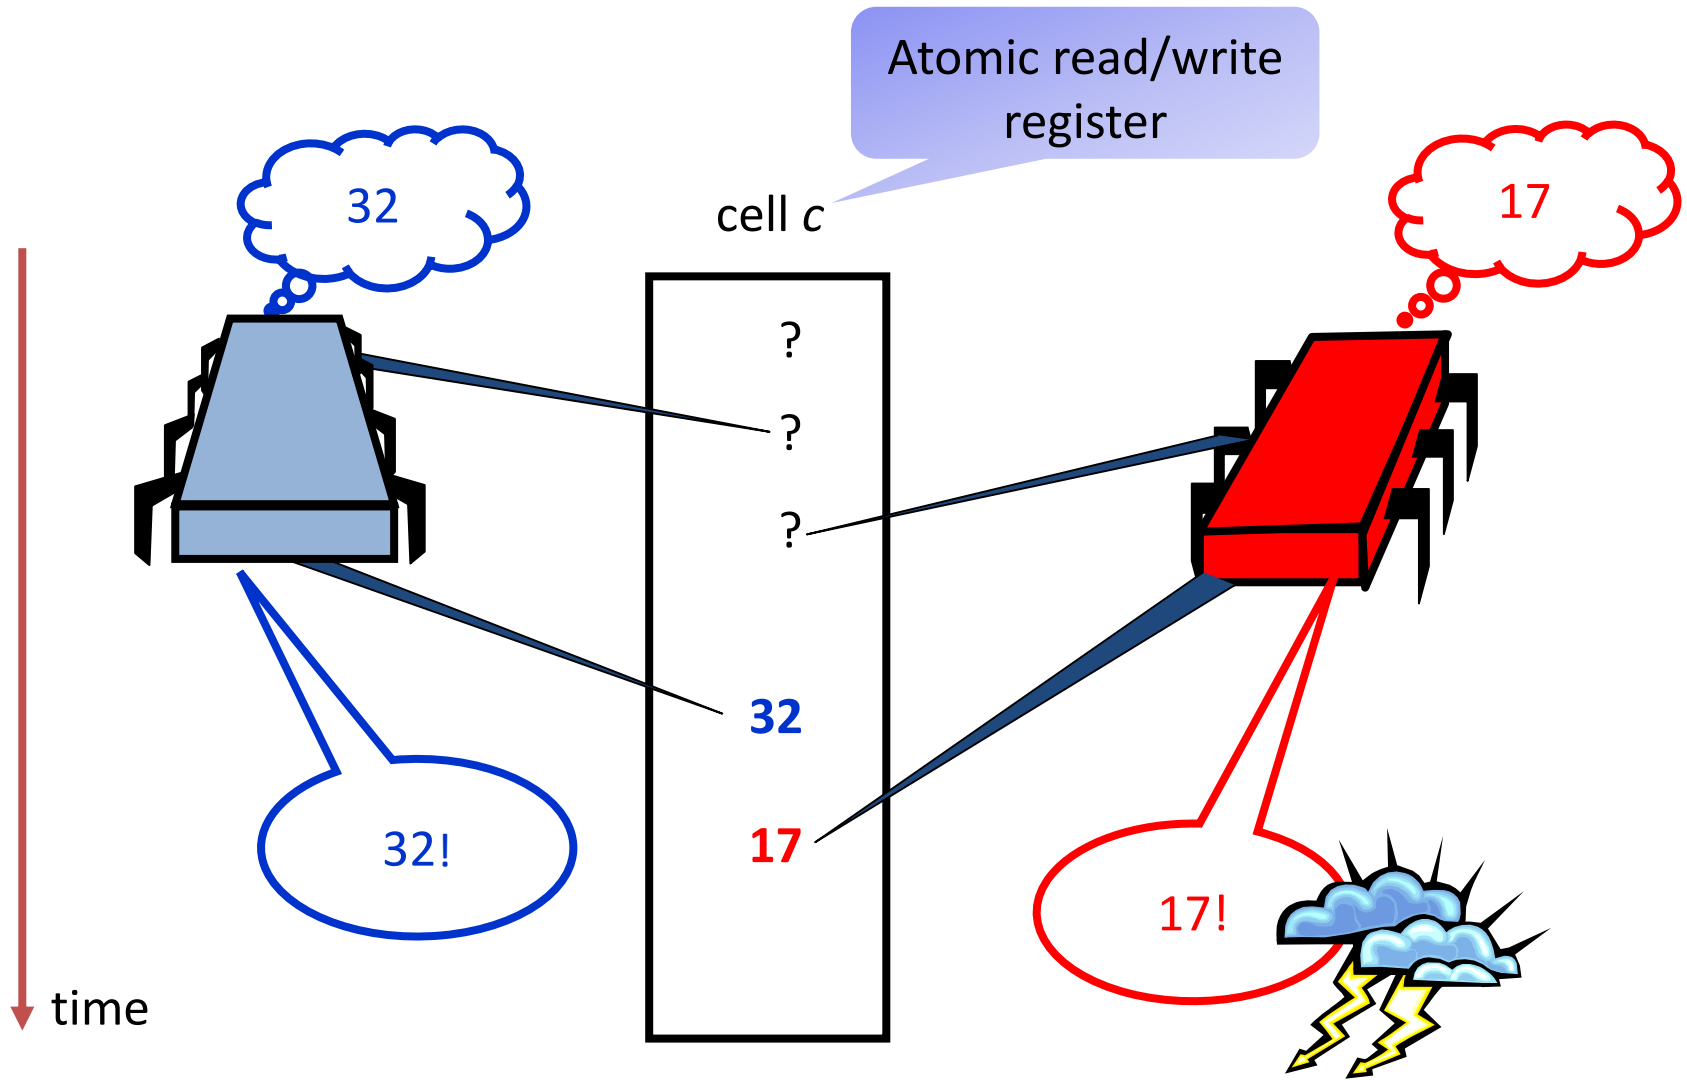 Atomic read/write
register
32
17
cell c
?
?
?
32
17
32!
17!
time